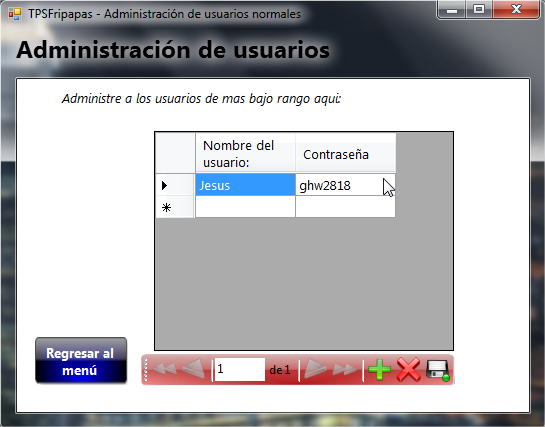 TPSFripapas - Administración de usuarios normales
Administración de usuarios
Administre a los usuarios de mas bajo rango aqui:
Nombre del
usuario:
Contraseña
Jesus
ghw2818
Regresar al
menú
1
de 1